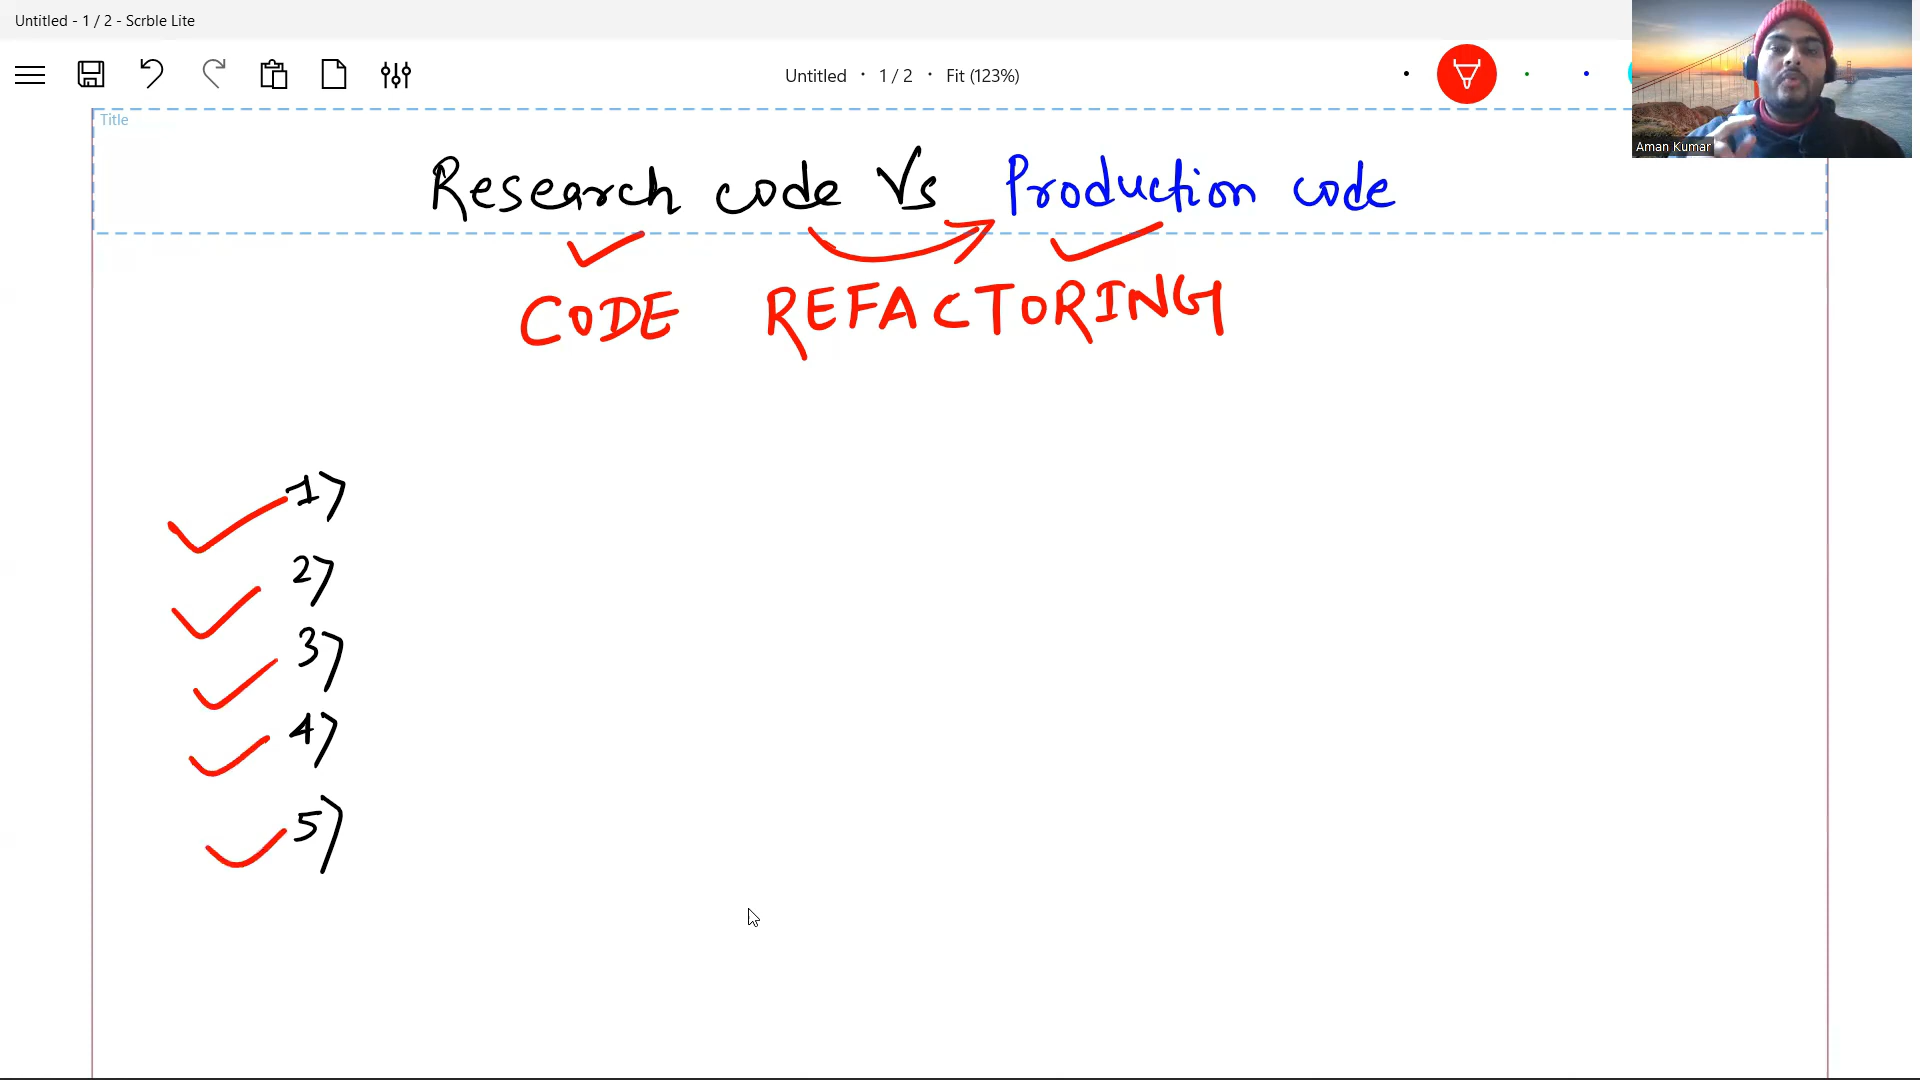 Untitled - 1 / 2 - Scrble Lite
Untitled • 1 / 2 • Fit (123%)
Aman Kumar
Title
Research code Vs Production code
CODE REFACTORING
1)
2)
3)
4)
5)